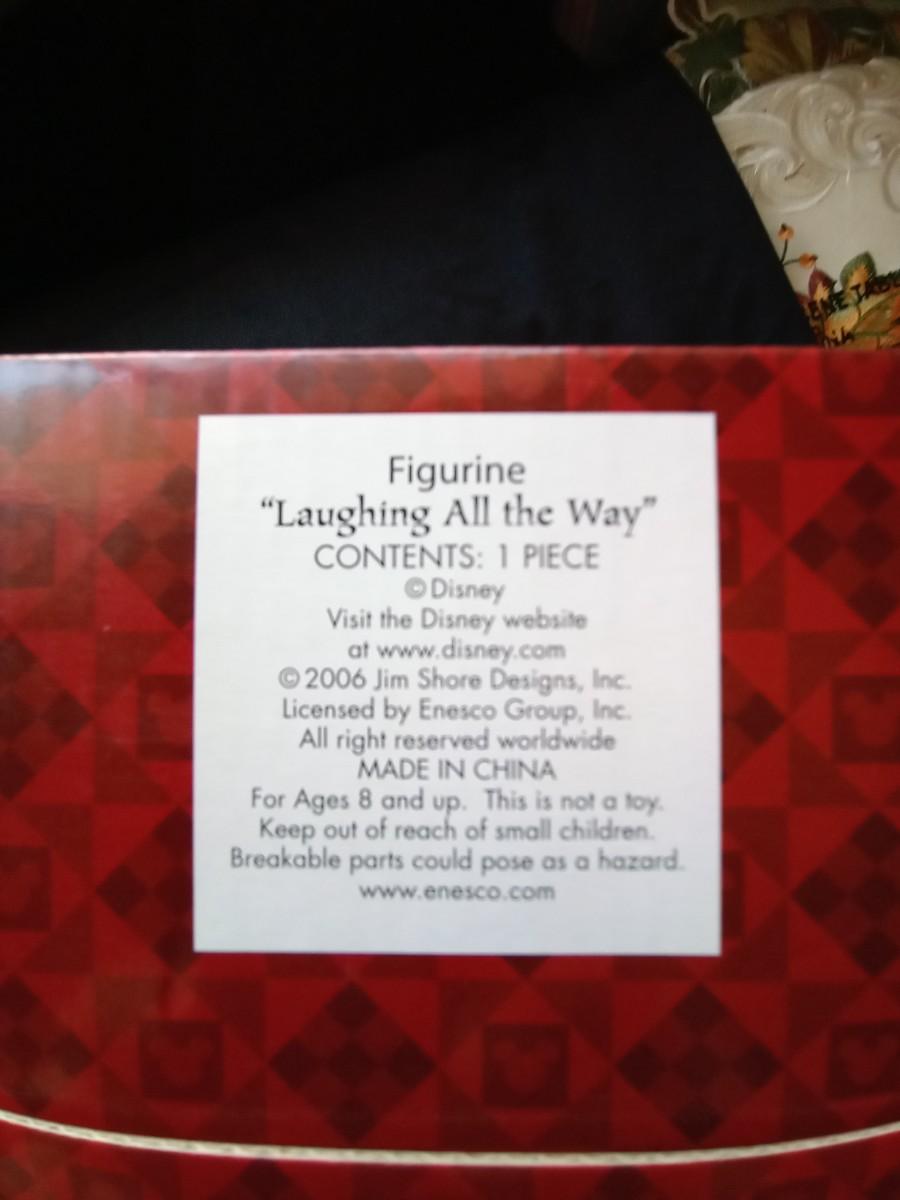 Figurine
“Laughing All the Way”
CONTENTS: 1 PIECE
©Disney
Visit the Disney website
at www.disney.com
©2006 Jim Shore Designs, Inc.
Licensed by Enesco Group, Inc.
All right reserved worldwide
MADE IN CHINA
For Ages 8 and up. This is not a toy.
Keep out of reach of small children.
Breakable parts could pose as a hazard.
www.enesco.com